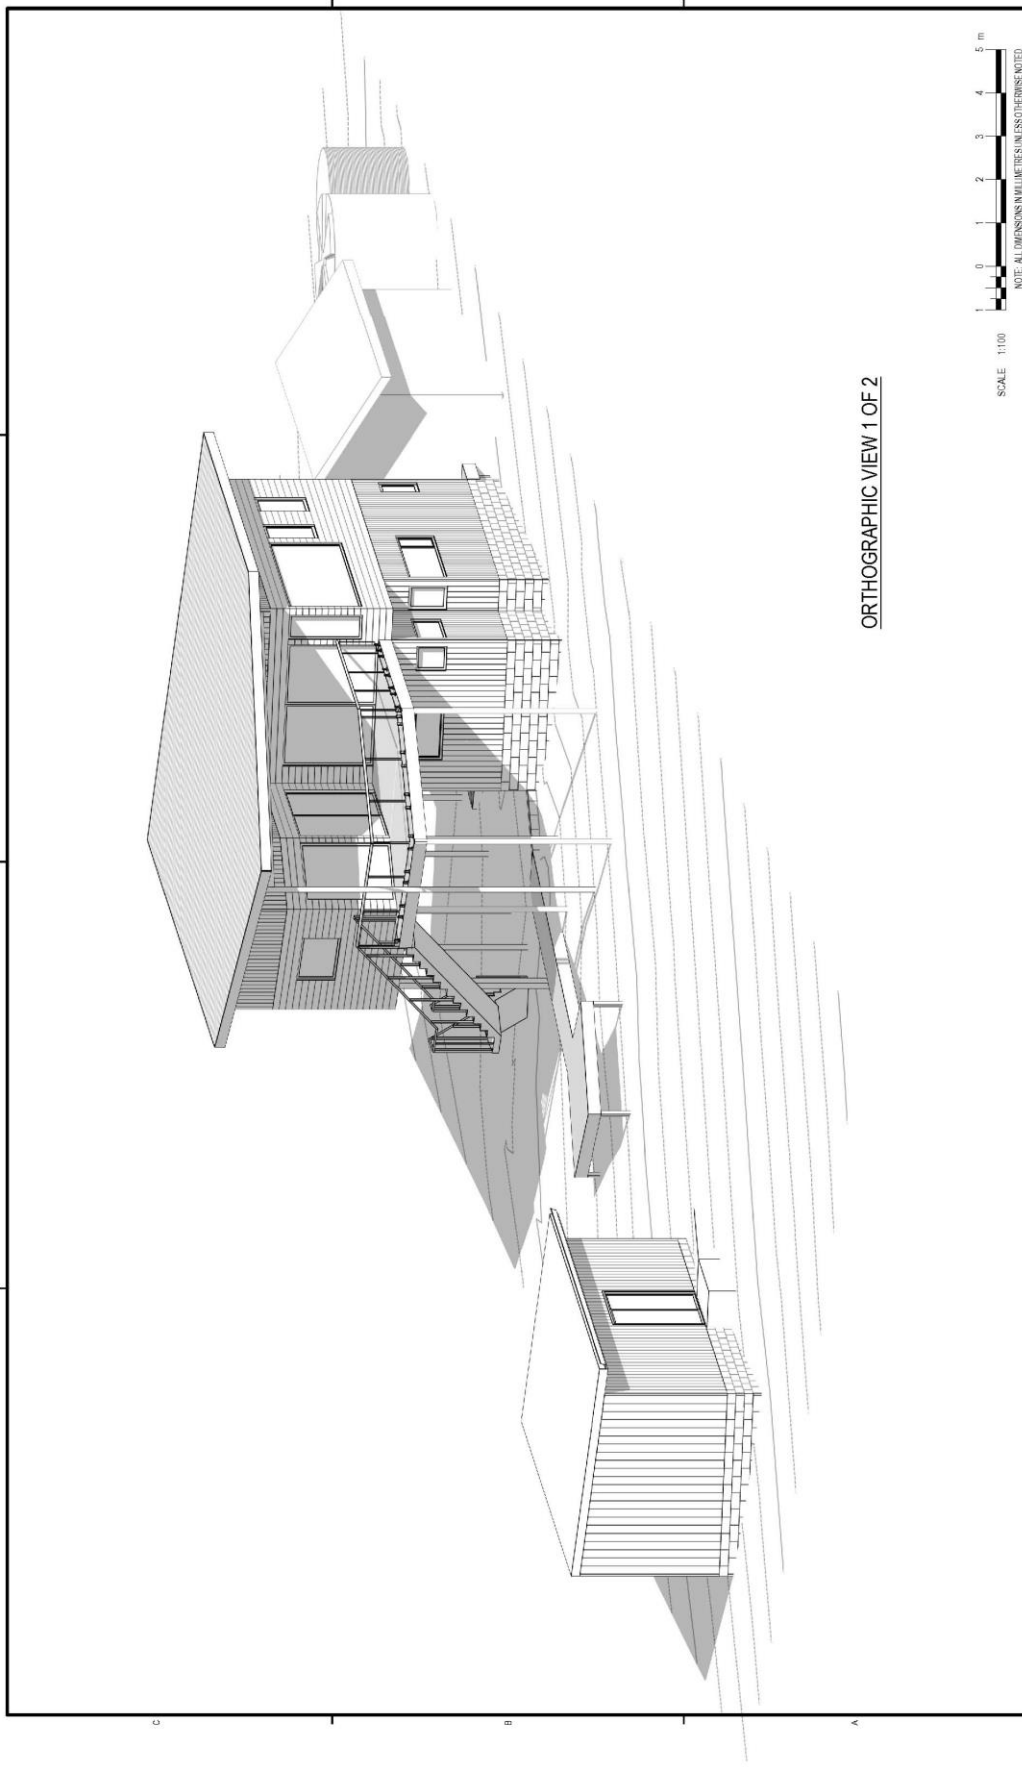 C
B
A
ORTHOGRAPHIC VIEW 1 OF 2
SCALE 1:100
1 0 1 2 3 4 5 m
NOTE: ALL DIMENSIONS IN MILLIMETRES UNLESS OTHERWISE NOTED